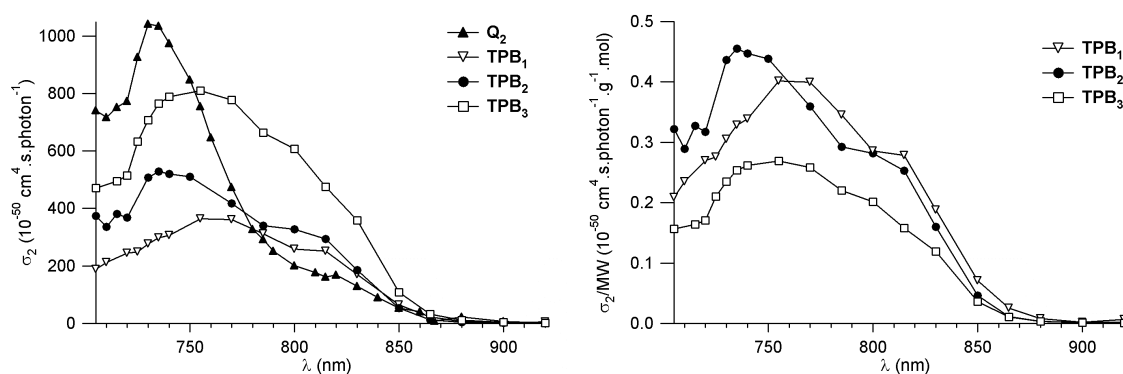 1000
800
600
400
200
0
σ₂ (10⁻⁵⁰ cm⁴.s.photon⁻¹)
750 800 850 900
λ (nm)
Q₂
TPB₁
TPB₂
TPB₃
0.5
0.4
0.3
0.2
0.1
0.0
σ₂/MW (10⁻⁵⁰ cm⁴.s.photon⁻¹.g⁻¹.mol)
750 800 850 900
λ (nm)
TPB₁
TPB₂
TPB₃